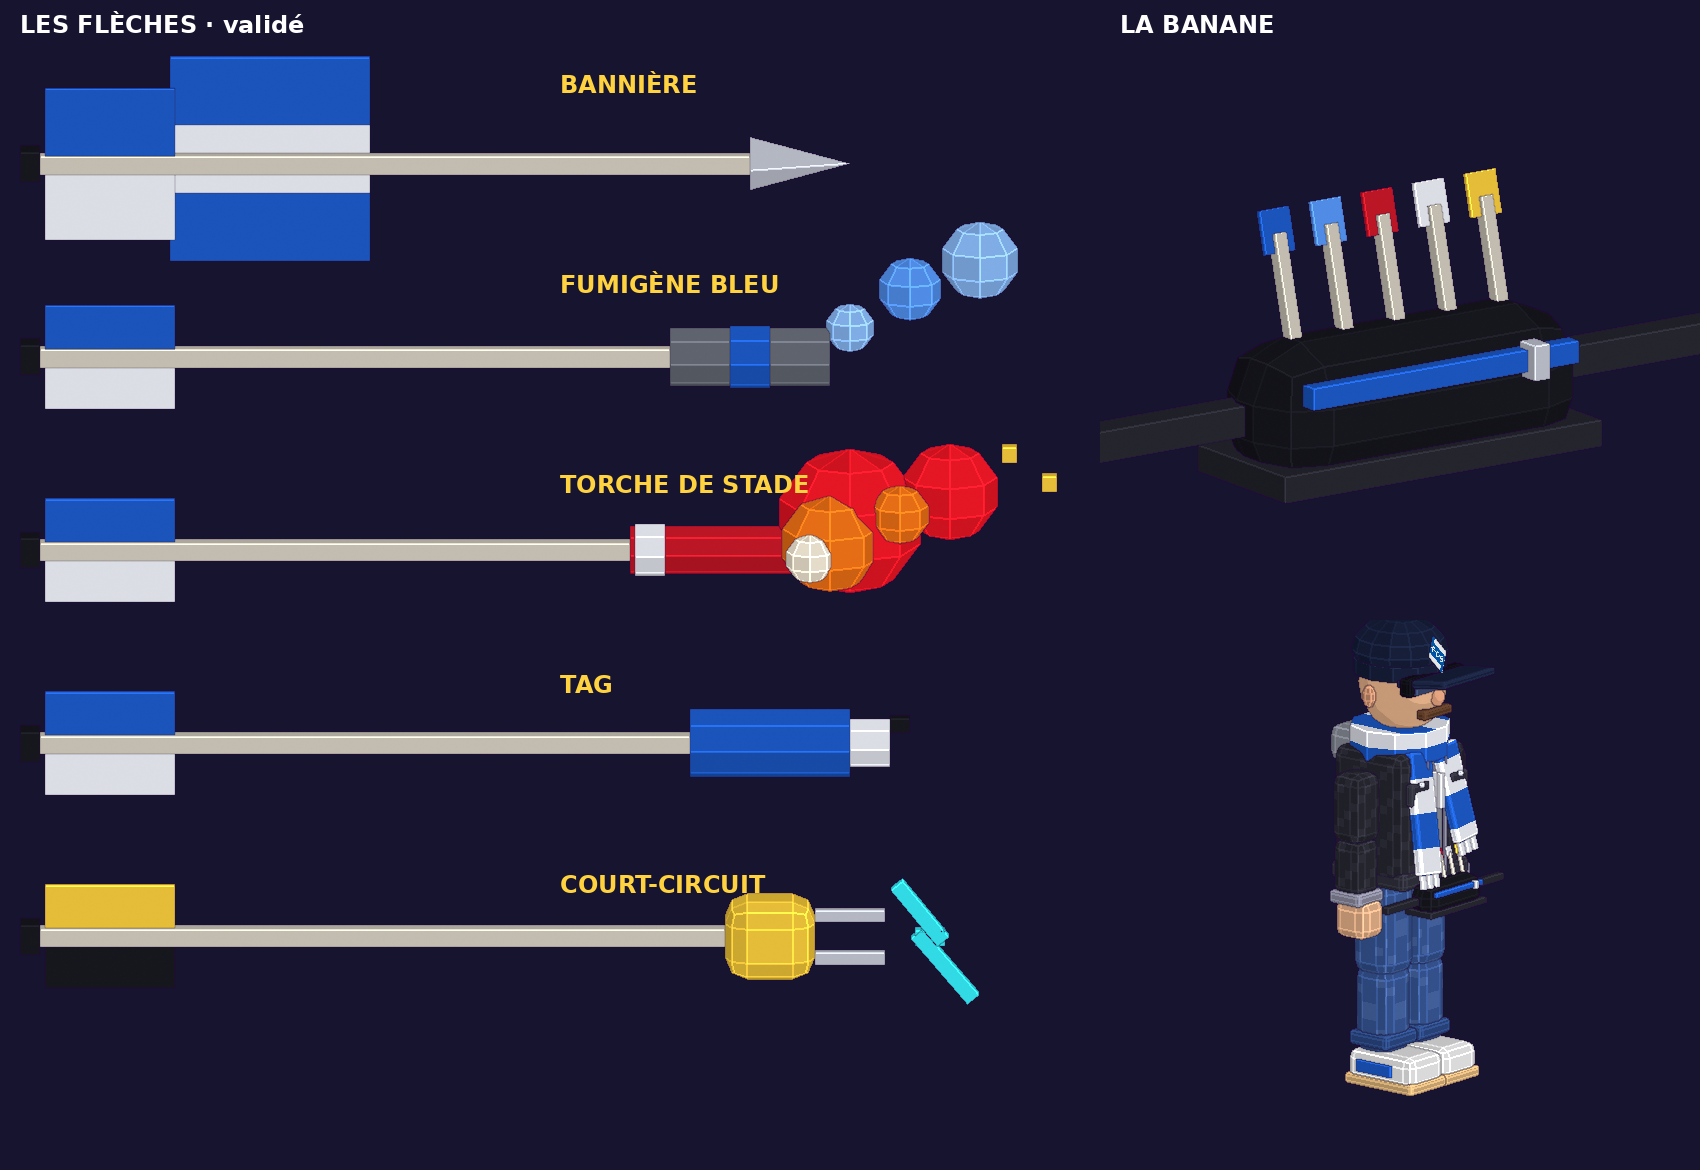 LES FLÈCHES · validé
LA BANANE
BANNIÈRE
FUMIGÈNE BLEU
TORCHE DE STADE
TAG
COURT-CIRCUIT